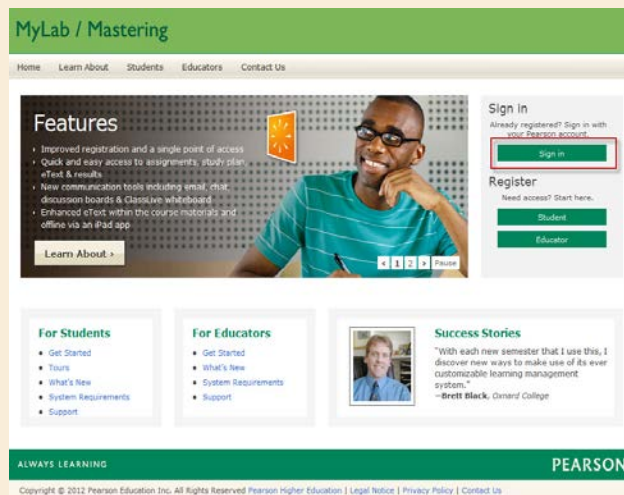 MyLab / Mastering
Home Learn About Students Educators Contact Us
Features
Improved registration and a single point of access
Quick and easy access to assignments, study plan,
eText & results
New communication tools including email, chat,
discussion boards & ClassLive whiteboard
Enhanced eText within the course materials and
offline via an iPad app
Learn About ›
‹ 1 2 › Pause
Sign in
Already registered? Sign in with
your Pearson account.
Sign in
Register
Need access? Start here.
Student
Educator
For Students
Get Started
Tours
What's New
System Requirements
Support
For Educators
Get Started
What's New
System Requirements
Support
Success Stories
"With each new semester that I use this, I
discover new ways to make use of its ever
customizable learning management
system."
—Brett Black, Oxnard College
ALWAYS LEARNING PEARSON
Copyright © 2012 Pearson Education Inc. All Rights Reserved Pearson Higher Education | Legal Notice | Privacy Policy | Contact Us